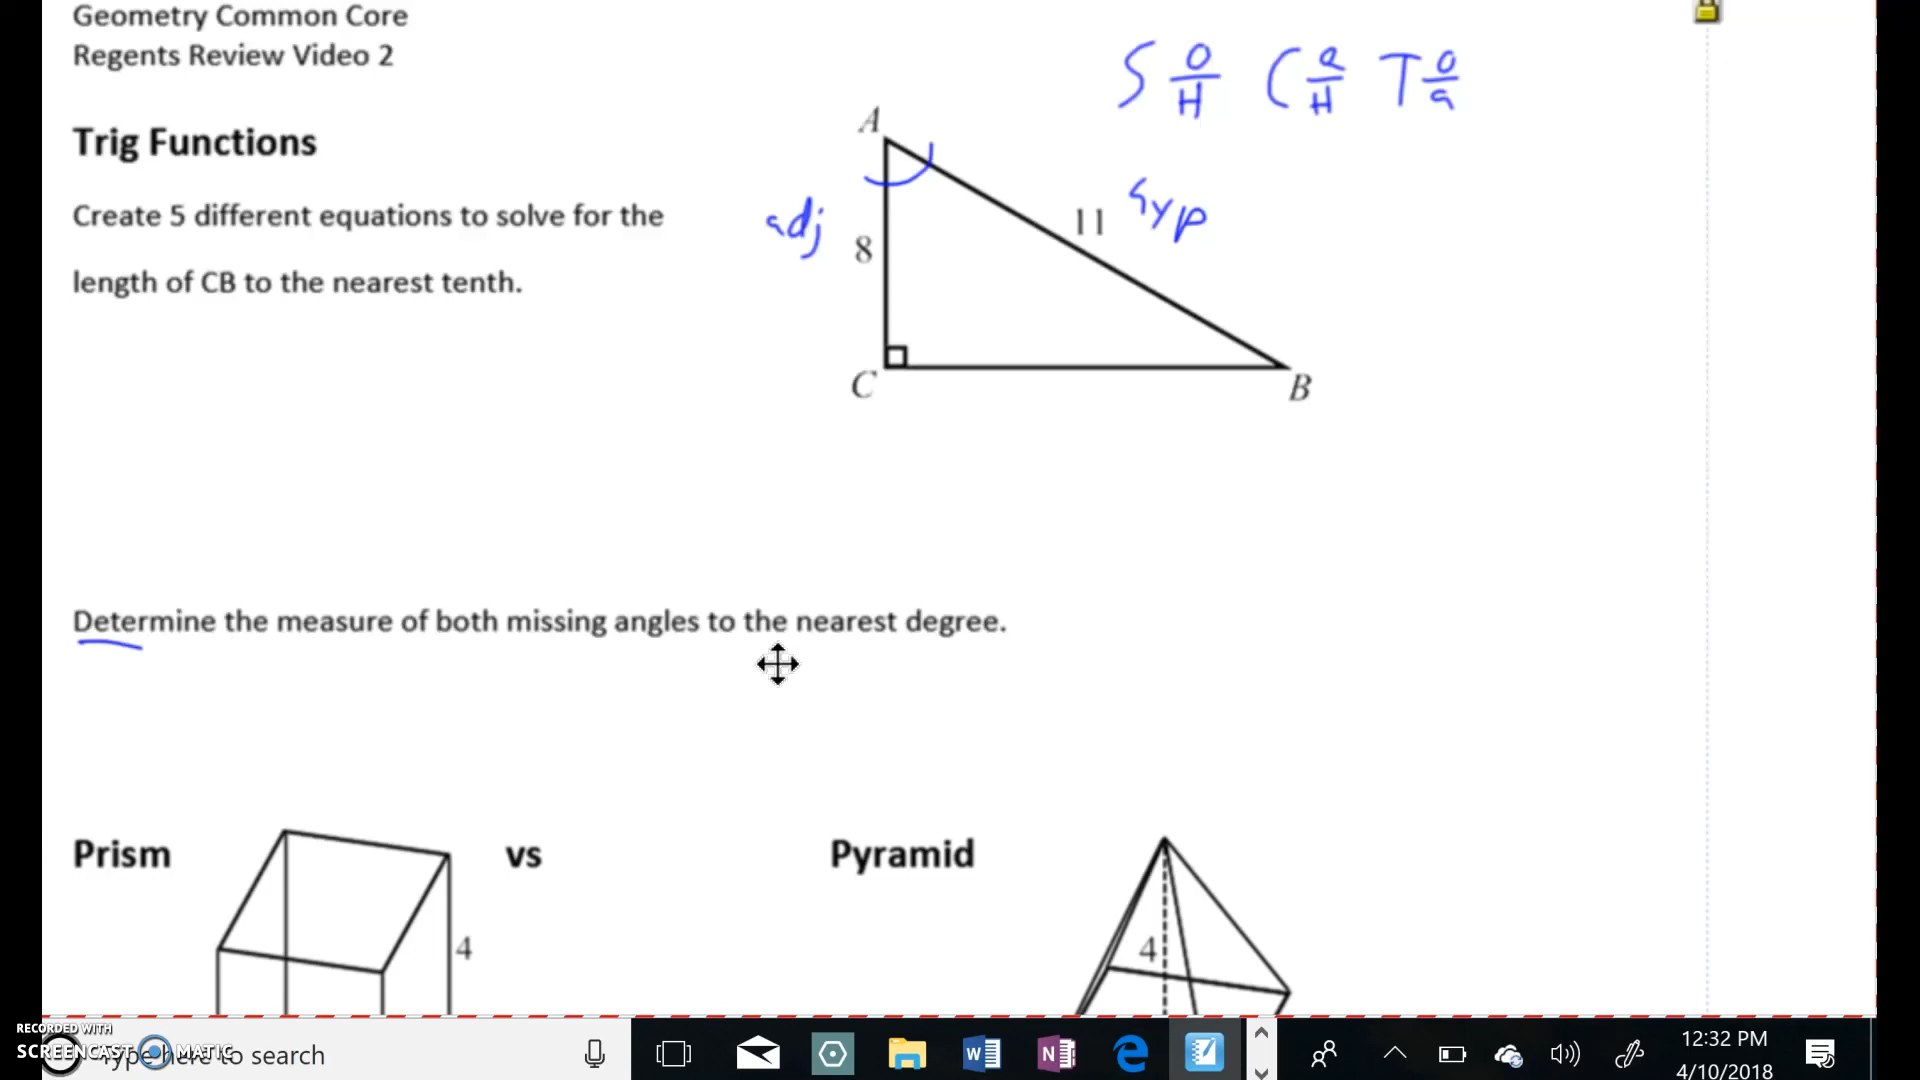 Geometry Common Core
Regents Review Video 2
S O/H C a/H T o/a
Trig Functions
A
Create 5 different equations to solve for the
adj
8
11
hyp
length of CB to the nearest tenth.
C
B
Determine the measure of both missing angles to the nearest degree.
Prism
vs
Pyramid
4
4
RECORDED WITH
SCREENCAST MATIC
Type here to search
12:32 PM
4/10/2018